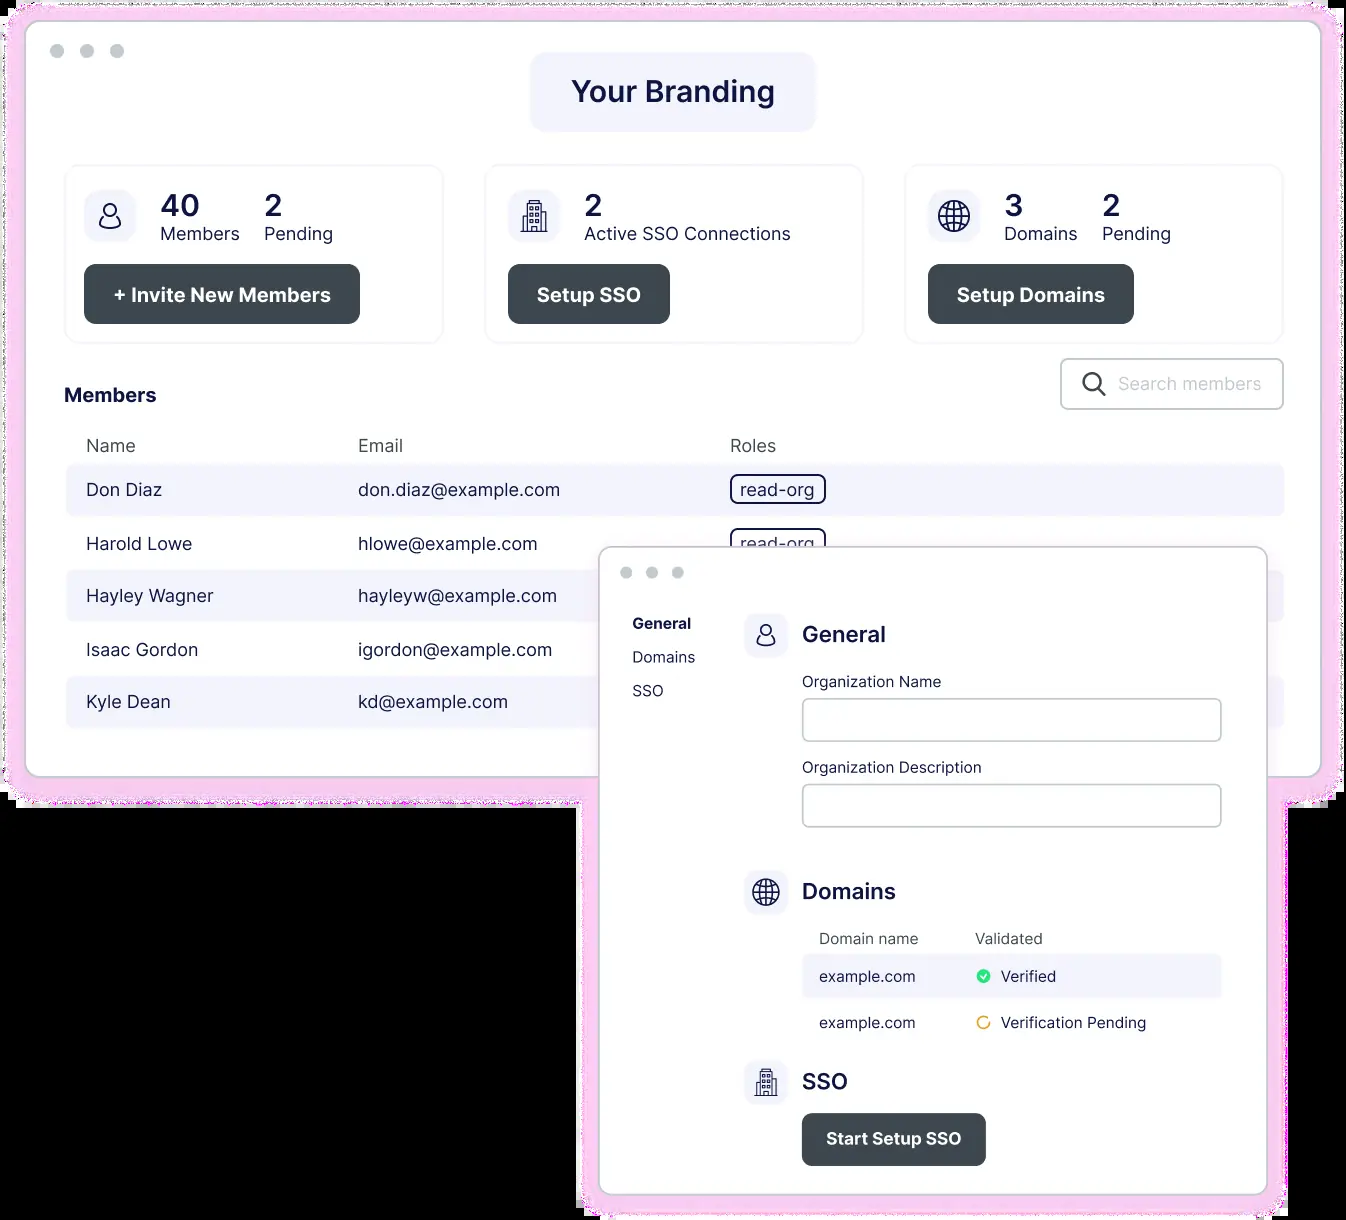 Your Branding
40 2
Members Pending
+ Invite New Members
2
Active SSO Connections
Setup SSO
3 2
Domains Pending
Setup Domains
Members
Search members
Name Email Roles
Don Diaz don.diaz@example.com read-org
Harold Lowe hlowe@example.com read-org
Hayley Wagner hayleyw@example.com
Isaac Gordon igordon@example.com
Kyle Dean kd@example.com
General
Domains
SSO
General
Organization Name
Organization Description
Domains
Domain name Validated
example.com Verified
example.com Verification Pending
SSO
Start Setup SSO